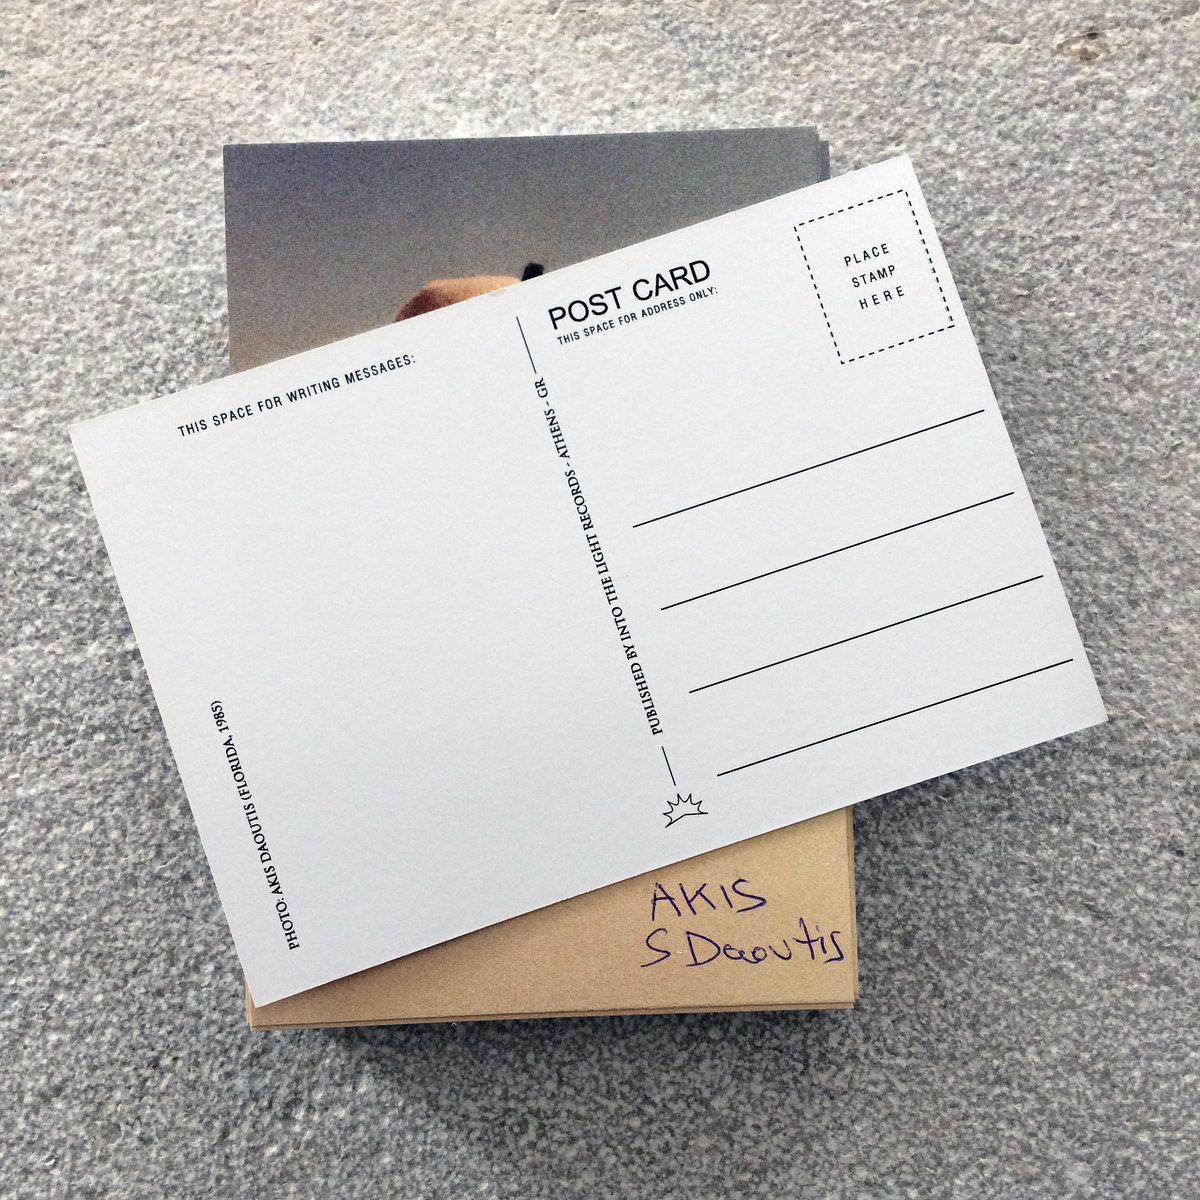 POST CARD
THIS SPACE FOR ADDRESS ONLY:
PLACE
STAMP
HERE
THIS SPACE FOR WRITING MESSAGES:
PUBLISHED BY INTO THE LIGHT RECORDS - ATHENS - GR
PHOTO: AKIS DAOUTIS (FLORIDA, 1985)
AKIS
S Daoutis